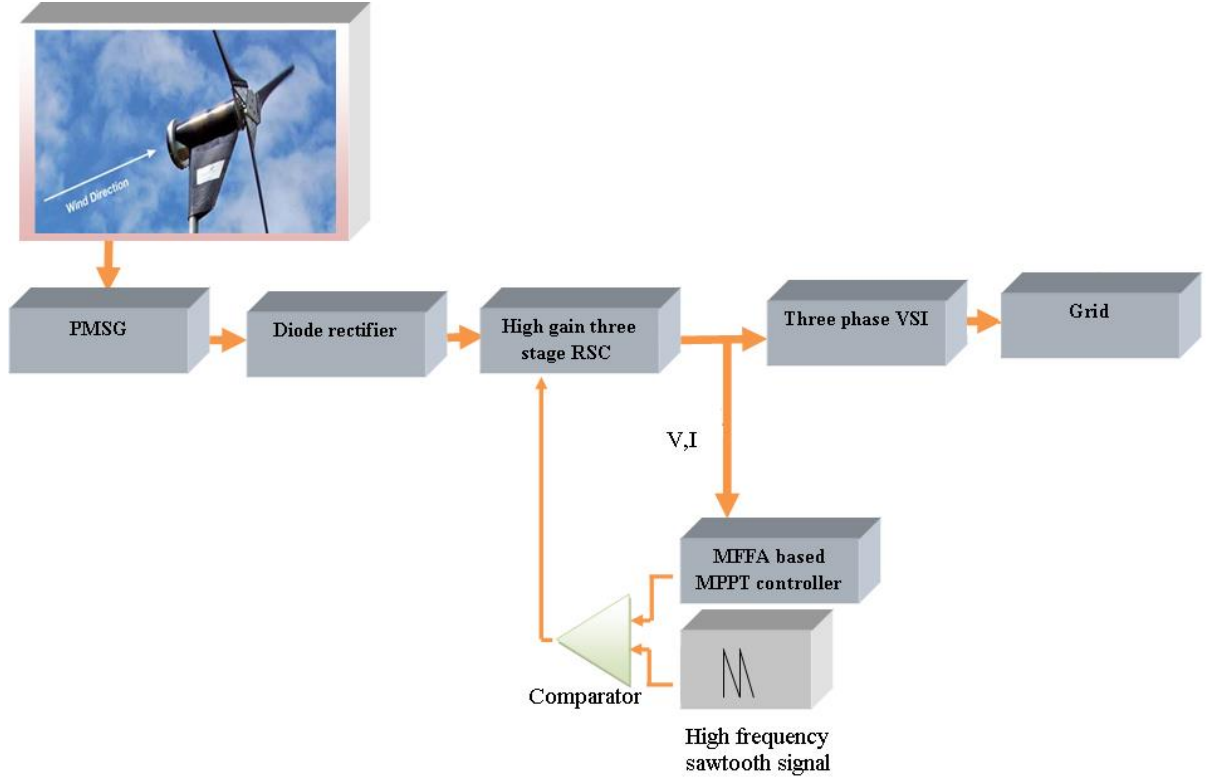 Wind Direction
PMSG
Diode rectifier
High gain three
stage RSC
Three phase VSI
Grid
V,I
MFFA based
MPPT controller
Comparator
High frequency
sawtooth signal